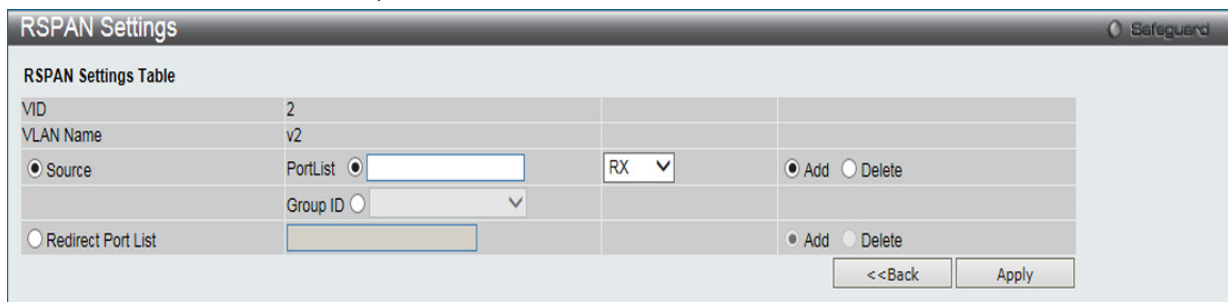 RSPAN Settings
Safeguard
RSPAN Settings Table
VID 2
VLAN Name v2
Source PortList RX Add Delete
Group ID
Redirect Port List Add Delete
<<Back Apply